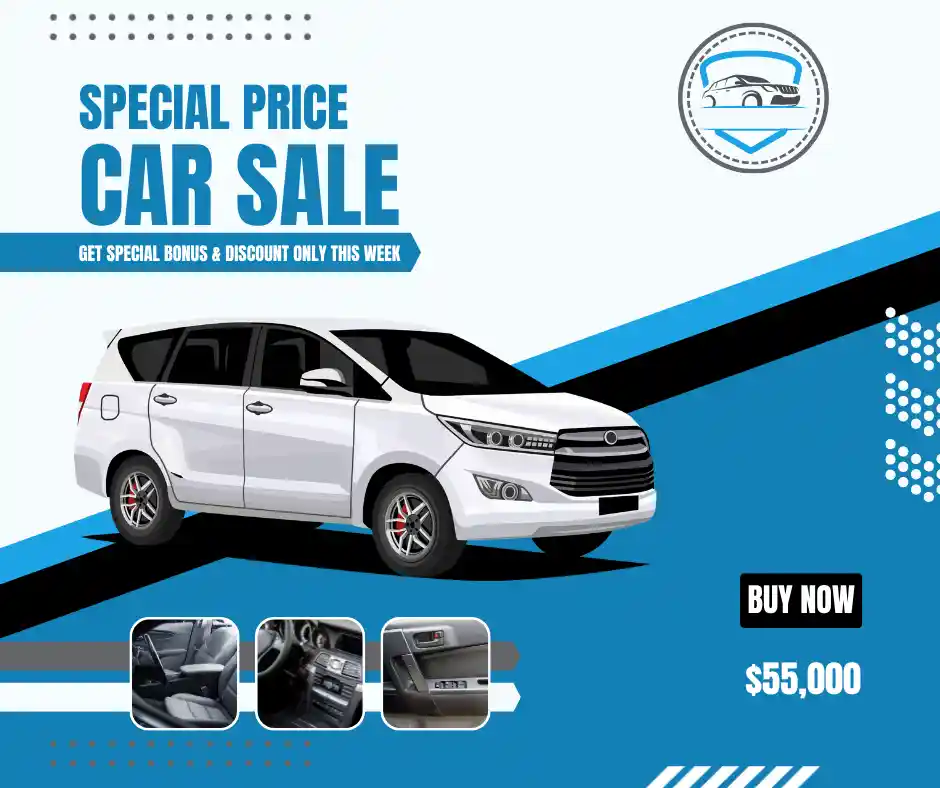 SPECIAL PRICE
CAR SALE
GET SPECIAL BONUS & DISCOUNT ONLY THIS WEEK
BUY NOW
$55,000